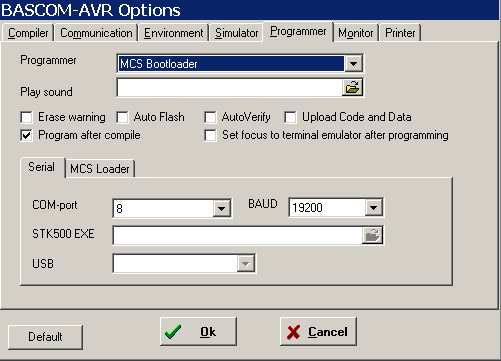 BASCOM-AVR Options
Compiler Communication Environment Simulator Programmer Monitor Printer
Programmer MCS Bootloader
Play sound
Erase warning Auto Flash AutoVerify Upload Code and Data
Program after compile Set focus to terminal emulator after programming
Serial MCS Loader
COM-port 8 BAUD 19200
STK500 EXE
USB
Default Ok Cancel